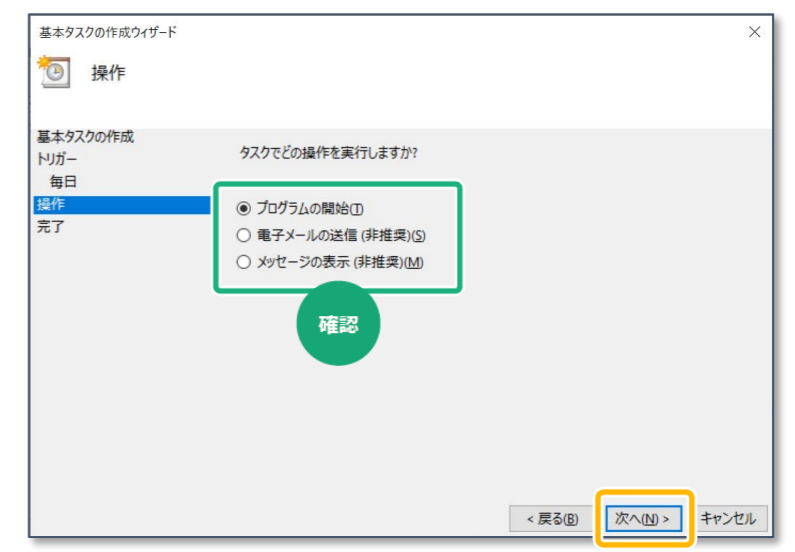 基本タスクの作成ウィザード
操作
基本タスクの作成
トリガー
毎日
操作
完了
タスクでどの操作を実行しますか?
プログラムの開始(T)
電子メールの送信 (非推奨)(S)
メッセージの表示 (非推奨)(M)
確認
< 戻る(B)
次へ(N) >
キャンセル